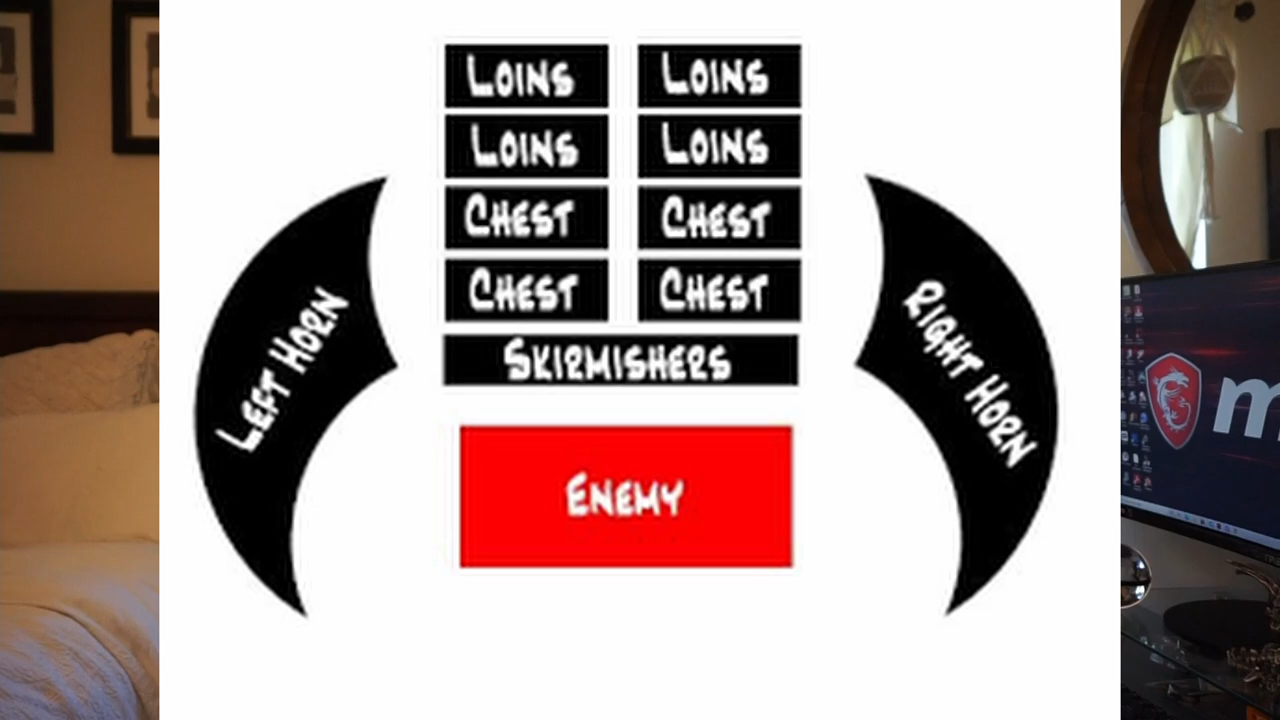 LOINS LOINS
LOINS LOINS
CHEST CHEST
CHEST CHEST
SKIRMISHERS
LEFT HORN
RIGHT HORN
ENEMY